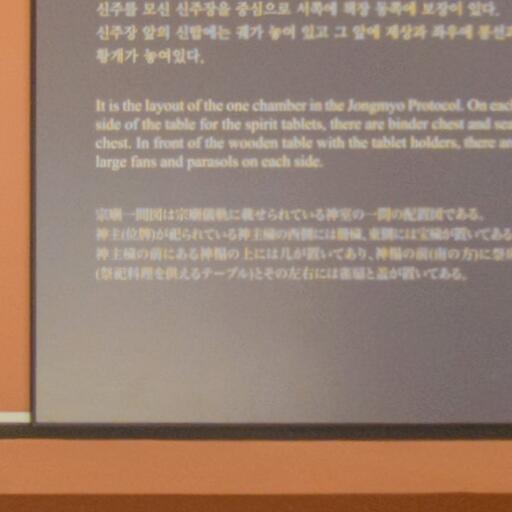 신주를 모신 신주장을 중심으로 서쪽에 책장 동쪽에 보장이 있다.
신주장 앞의 신탑에는 궤가 놓여 있고 그 앞에 제상과 좌우에
황개가 놓여있다.
It is the layout of the one chamber in the Jongmyo Protocol. On each
side of the table for the spirit tablets, there are binder chest and
chest. In front of the wooden table with the tablet holders, there
large fans and parasols on each side.
宗廟一間図は宗廟儀軌に載せられている神室の一間の配置図である。
神主(位牌)が祀られている神主欌の西側には冊欌、東側には宝欌が置いてある
神主欌の前にある神榻の上には几が置いてあり、神榻の前(南の方)に
(祭祀料理を供えるテーブル)とその左右には雀扇と蓋が置いてある。